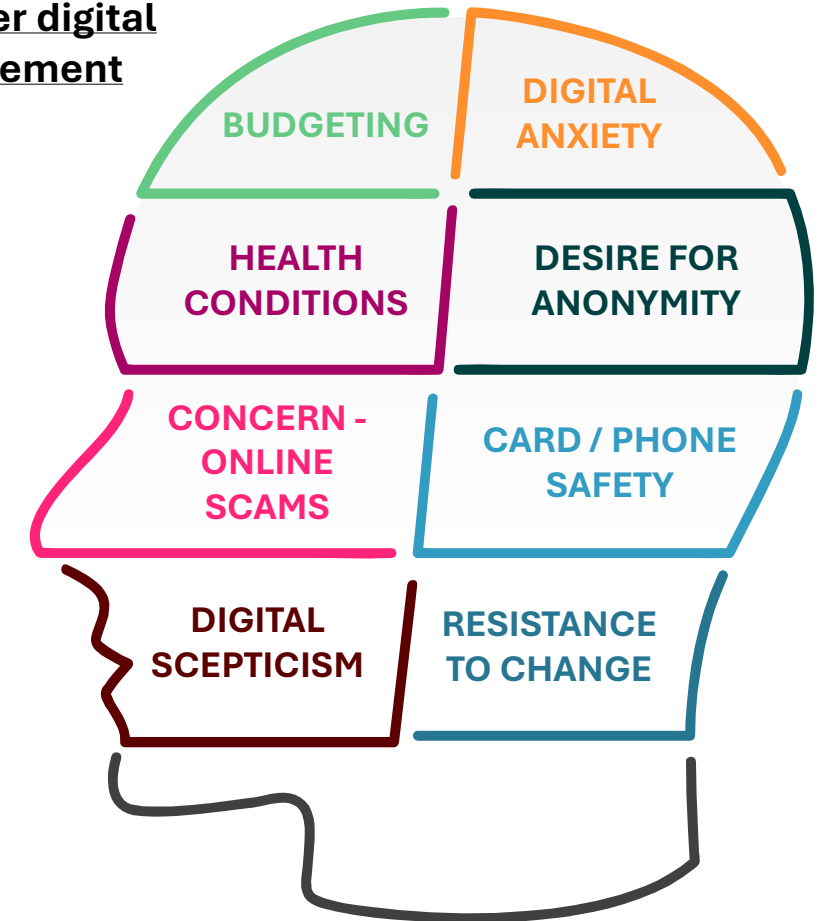 er digital
ement
BUDGETING
DIGITAL
ANXIETY
HEALTH
CONDITIONS
DESIRE FOR
ANONYMITY
CONCERN -
ONLINE
SCAMS
CARD / PHONE
SAFETY
DIGITAL
SCEPTICISM
RESISTANCE
TO CHANGE